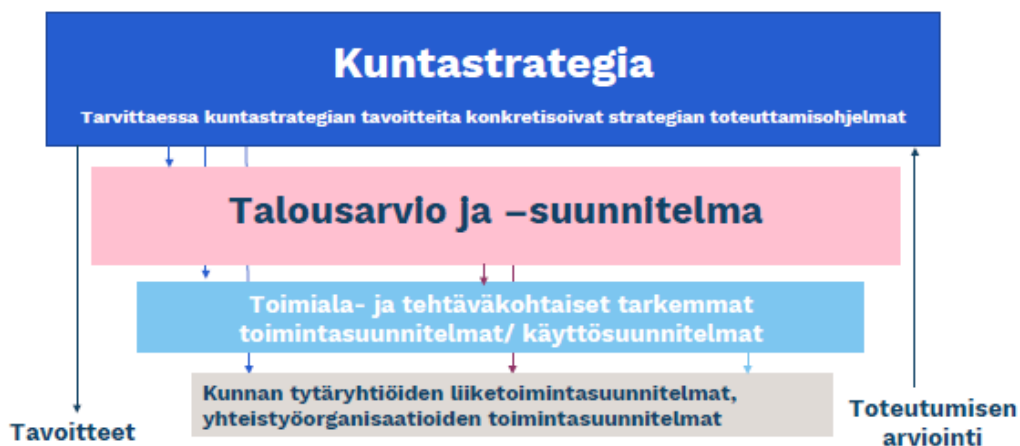 Kuntastrategia
Tarvittaessa kuntastrategian tavoitteita konkretisoivat strategian toteuttamisohjelmat
Talousarvio ja –suunnitelma
Toimiala- ja tehtäväkohtaiset tarkemmat
toimintasuunnitelmat/ käyttösuunnitelmat
Kunnan tytäryhtiöiden liiketoimintasuunnitelmat,
yhteistyöorganisaatioiden toimintasuunnitelmat
Tavoitteet
Toteutumisen
arviointi